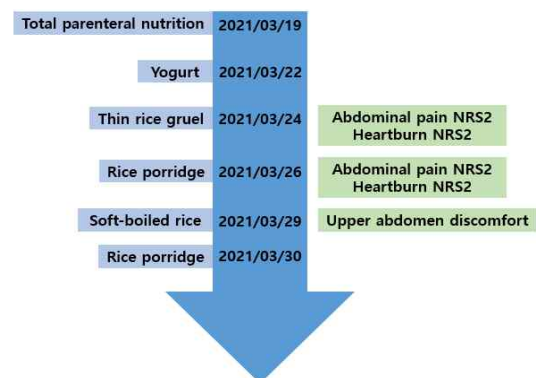 Total parenteral nutrition 2021/03/19
Yogurt 2021/03/22
Thin rice gruel 2021/03/24 Abdominal pain NRS2
Heartburn NRS2
Rice porridge 2021/03/26 Abdominal pain NRS2
Heartburn NRS2
Soft-boiled rice 2021/03/29 Upper abdomen discomfort
Rice porridge 2021/03/30